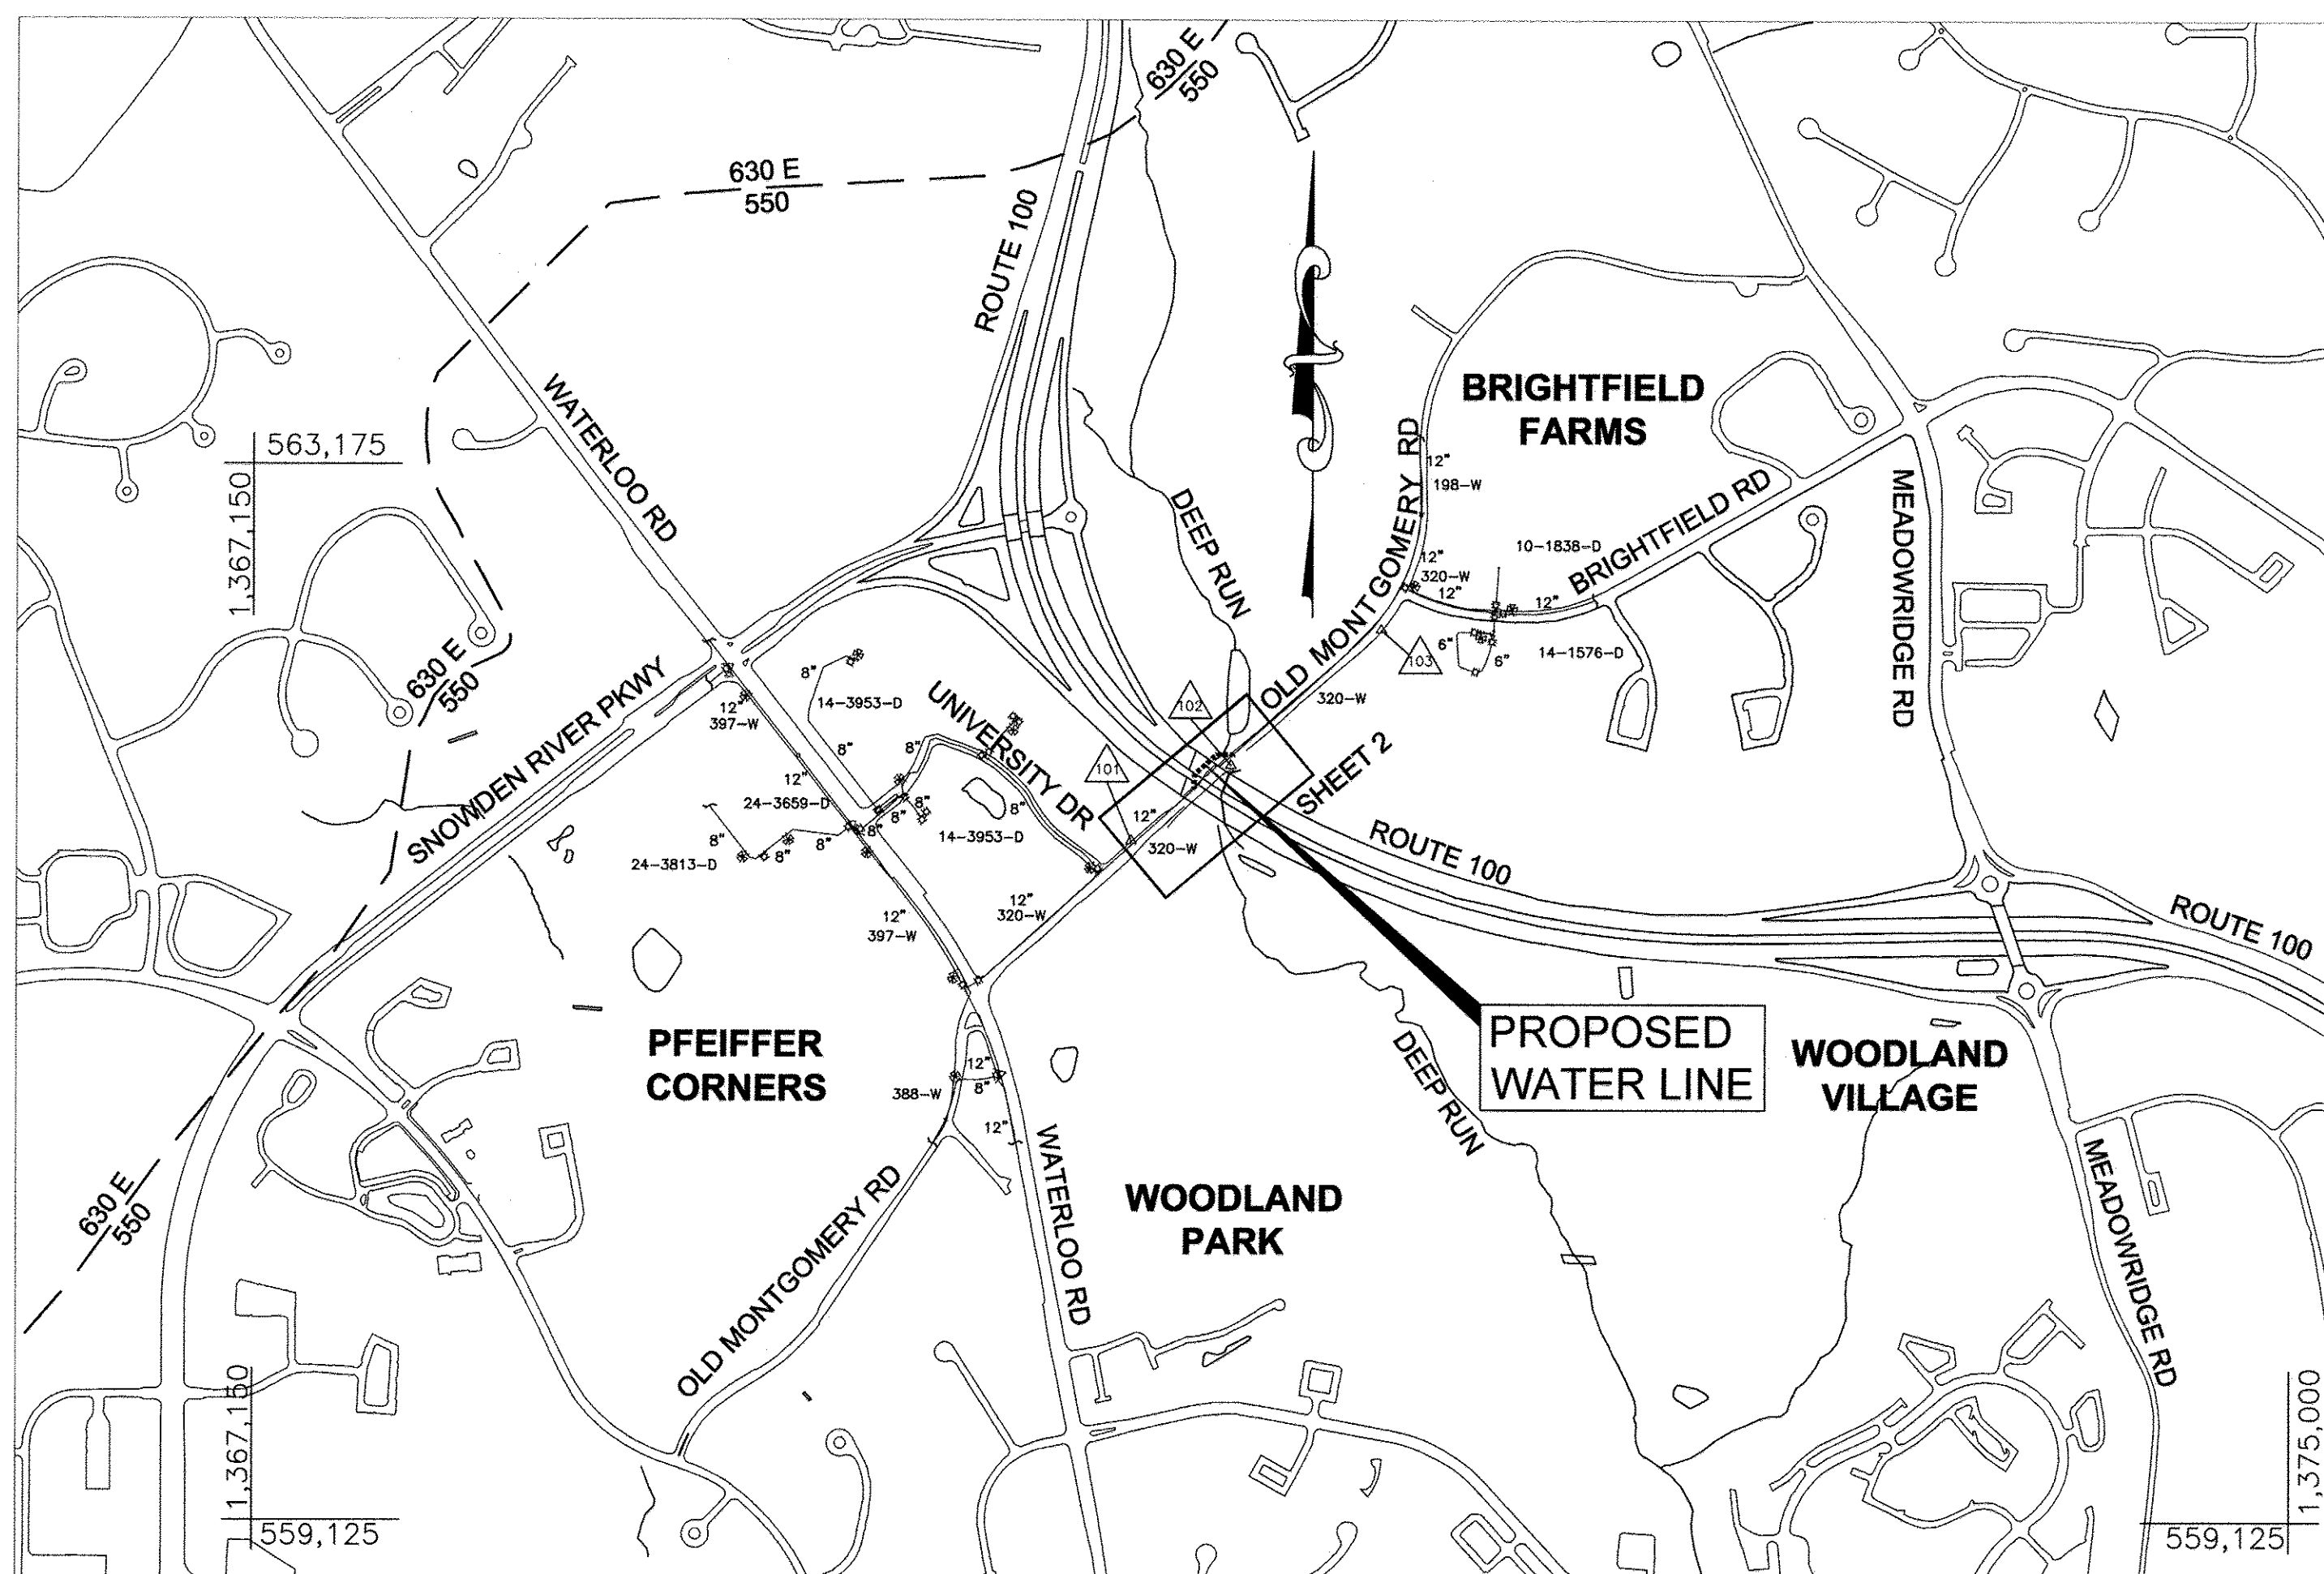 630 E
550
630 E
550
ROUTE 100
BRIGHTFIELD
FARMS
WATERLOO RD
563,175
1,367,150
DEEP RUN
OLD MONTGOMERY RD
12"
198-W
12"
320-W
12"
10-1838-D
12"
BRIGHTFIELD RD
MEADOWRIDGE RD
14-1576-D
6"
6"
103
630 E
550
SNOWDEN RIVER PKWY
8"
14-3953-D
12"
397-W
8"
UNIVERSITY DR
8"
102
320-W
101
SHEET 2
12"
24-3659-D
8"
8"
8"
8"
14-3953-D
12"
320-W
8"
8"
8"
24-3813-D
ROUTE 100
ROUTE 100
12"
397-W
12"
320-W
PROPOSED
WATER LINE
PFEIFFER
CORNERS
WOODLAND
VILLAGE
DEEP RUN
12"
8"
388-W
12"
WATERLOO RD
WOODLAND
PARK
OLD MONTGOMERY RD
MEADOWRIDGE RD
630 E
550
1,367,150
559,125
1,375,000
559,125